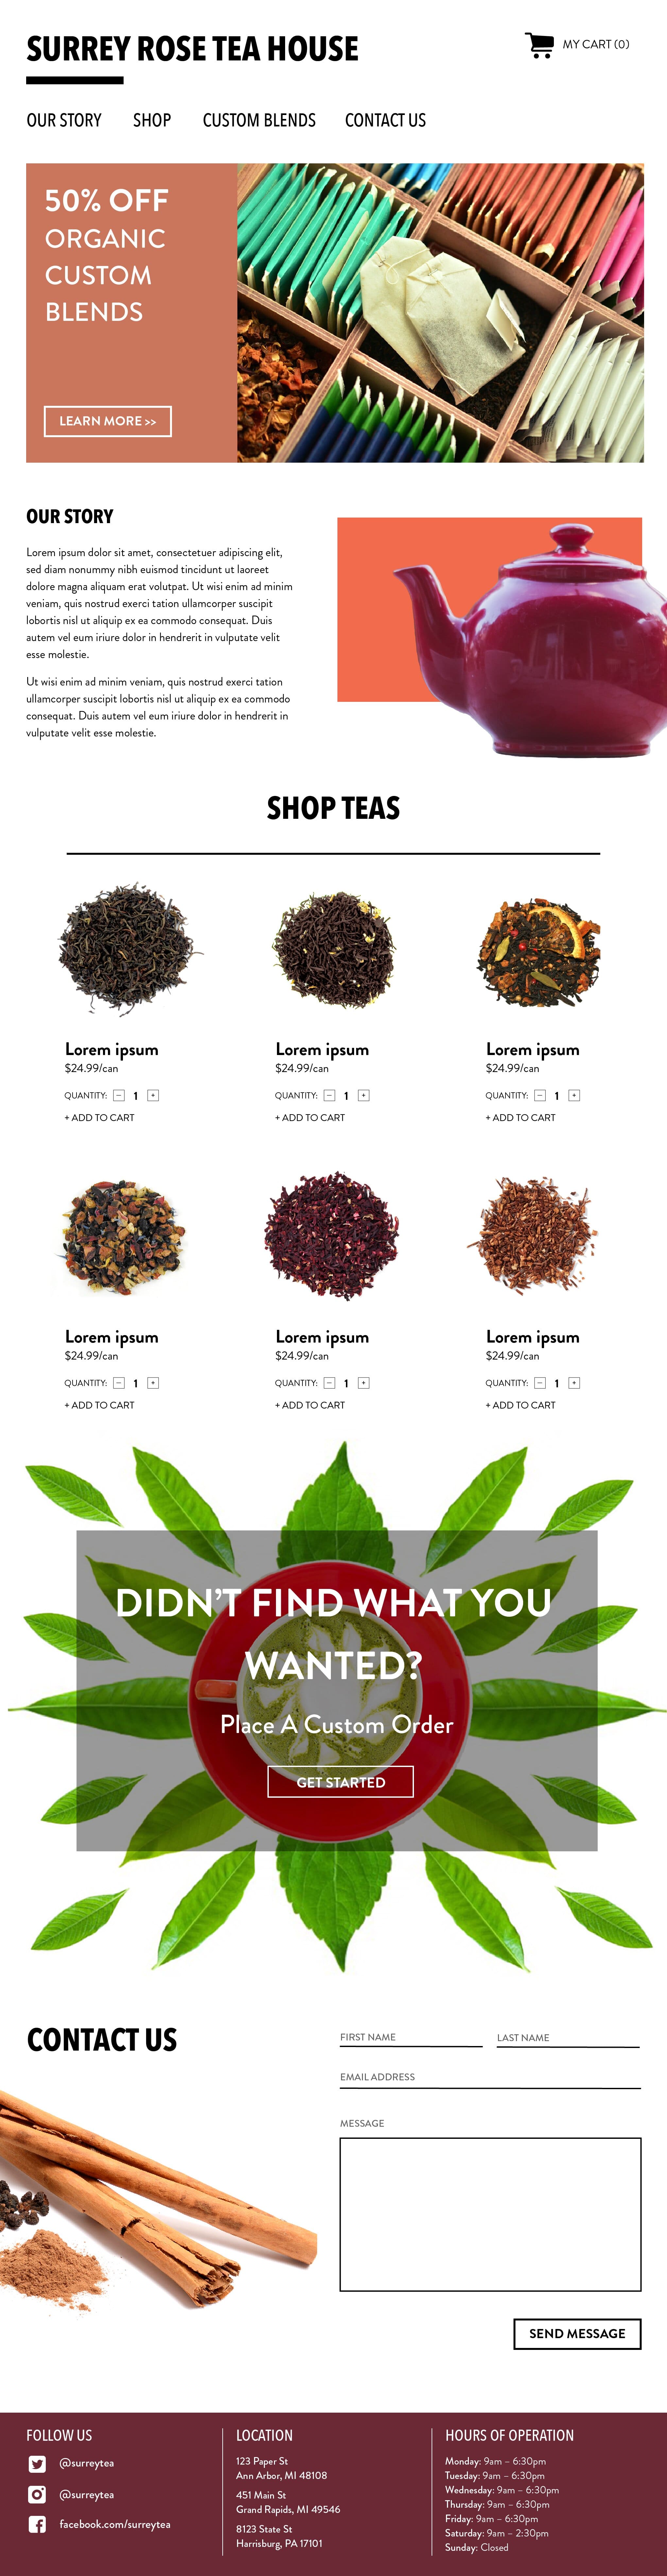 SURREY ROSE TEA HOUSE
MY CART (0)
OUR STORY SHOP CUSTOM BLENDS CONTACT US
50% OFF
ORGANIC
CUSTOM
BLENDS
LEARN MORE >>
OUR STORY
Lorem ipsum dolor sit amet, consectetuer adipiscing elit,
sed diam nonummy nibh euismod tincidunt ut laoreet
dolore magna aliquam erat volutpat. Ut wisi enim ad minim
veniam, quis nostrud exerci tation ullamcorper suscipit
lobortis nisl ut aliquip ex ea commodo consequat. Duis
autem vel eum iriure dolor in hendrerit in vulputate velit
esse molestie.
Ut wisi enim ad minim veniam, quis nostrud exerci tation
ullamcorper suscipit lobortis nisl ut aliquip ex ea commodo
consequat. Duis autem vel eum iriure dolor in hendrerit in
vulputate velit esse molestie.
SHOP TEAS
Lorem ipsum
$24.99/can
QUANTITY: − 1 +
+ ADD TO CART
Lorem ipsum
$24.99/can
QUANTITY: − 1 +
+ ADD TO CART
Lorem ipsum
$24.99/can
QUANTITY: − 1 +
+ ADD TO CART
Lorem ipsum
$24.99/can
QUANTITY: − 1 +
+ ADD TO CART
Lorem ipsum
$24.99/can
QUANTITY: − 1 +
+ ADD TO CART
Lorem ipsum
$24.99/can
QUANTITY: − 1 +
+ ADD TO CART
DIDN'T FIND WHAT YOU
WANTED?
Place A Custom Order
GET STARTED
CONTACT US
FIRST NAME
LAST NAME
EMAIL ADDRESS
MESSAGE
SEND MESSAGE
FOLLOW US
@surreytea
@surreytea
facebook.com/surreytea
LOCATION
123 Paper St
Ann Arbor, MI 48108
451 Main St
Grand Rapids, MI 49546
8123 State St
Harrisburg, PA 17101
HOURS OF OPERATION
Monday: 9am – 6:30pm
Tuesday: 9am – 6:30pm
Wednesday: 9am – 6:30pm
Thursday: 9am – 6:30pm
Friday: 9am – 6:30pm
Saturday: 9am – 2:30pm
Sunday: Closed